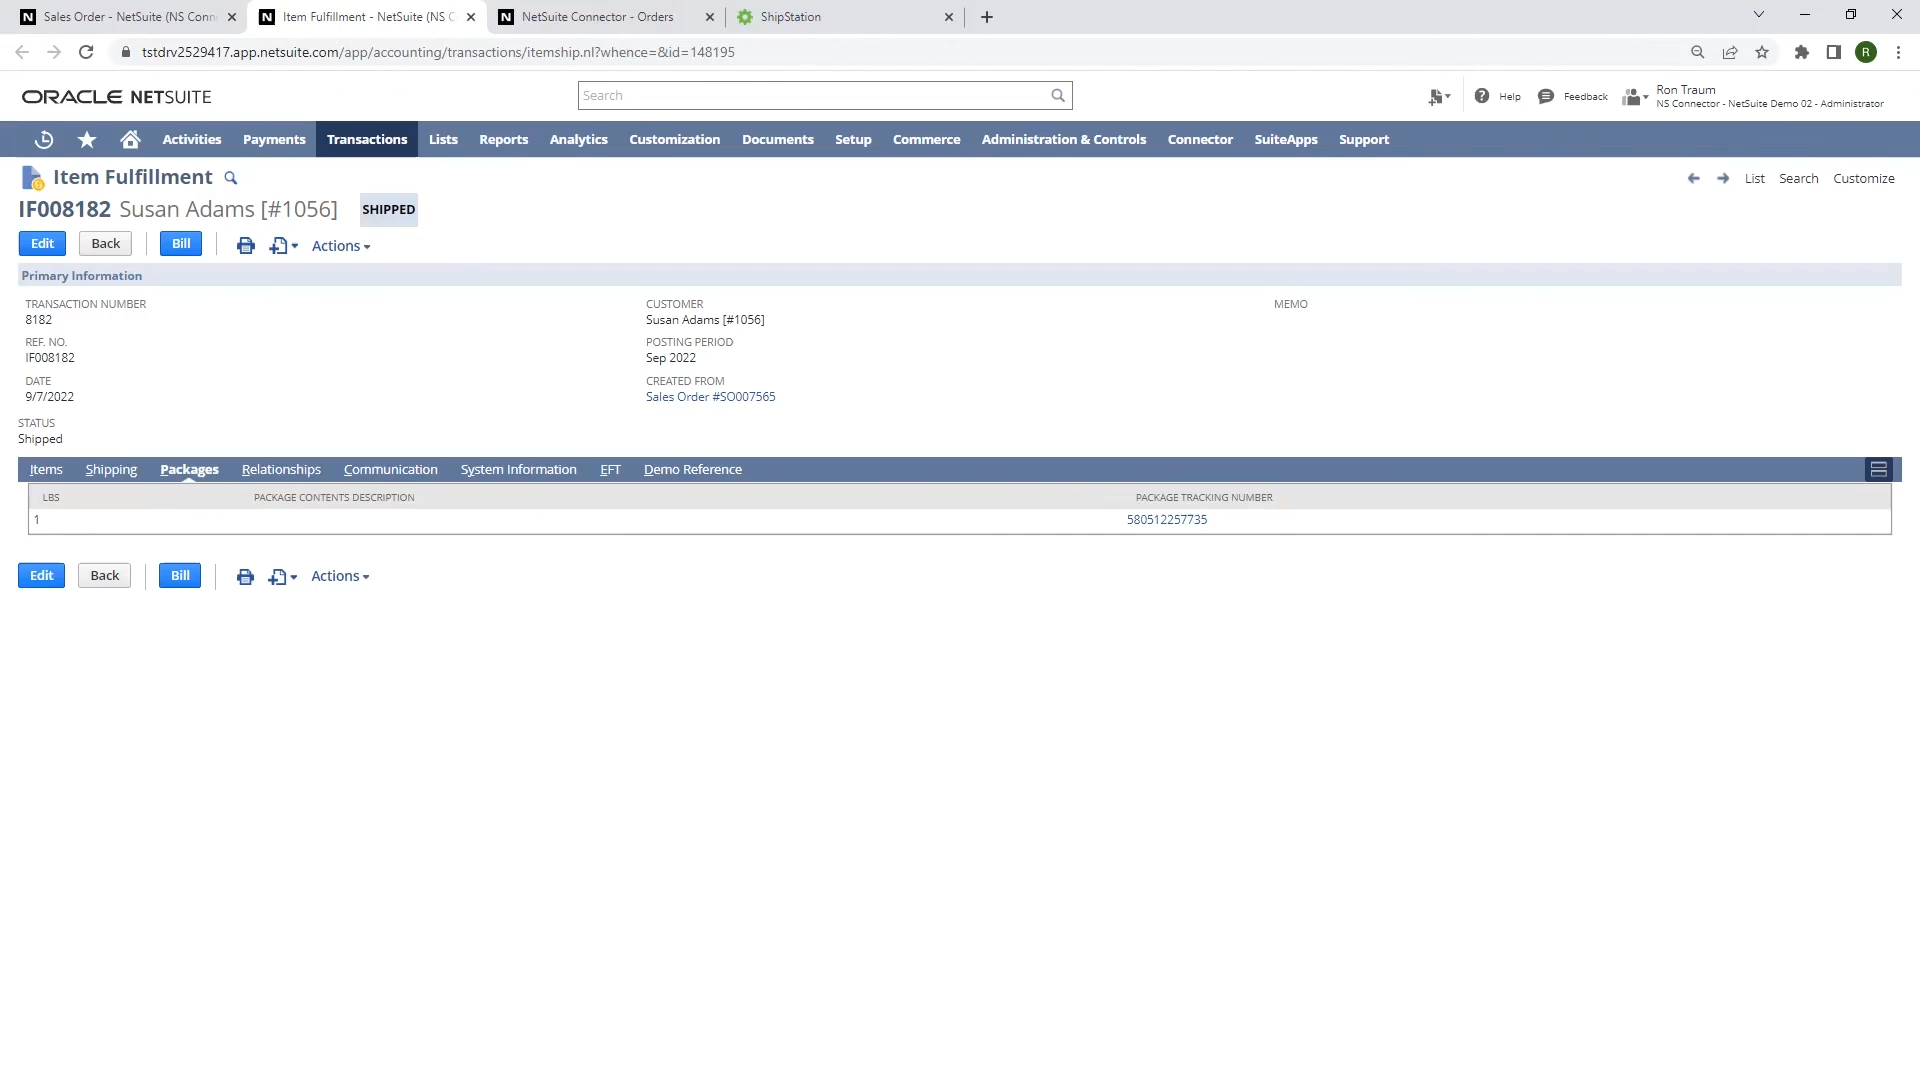 Sales Order - NetSuite (NS Conn
Item Fulfillment - NetSuite (NS C
NetSuite Connector - Orders
ShipStation
tstdrv2529417.app.netsuite.com/app/accounting/transactions/itemship.nl?whence=&id=148195
R
ORACLE NETSUITE
Search
Help
Feedback
Ron Traum
NS Connector - NetSuite Demo 02 - Administrator
Activities Payments Transactions Lists Reports Analytics Customization Documents Setup Commerce Administration & Controls Connector SuiteApps Support
Item Fulfillment
List Search Customize
IF008182 Susan Adams [#1056] SHIPPED
Edit Back Bill Actions
Primary Information
TRANSACTION NUMBER
8182
REF. NO.
IF008182
DATE
9/7/2022
STATUS
Shipped
CUSTOMER
Susan Adams [#1056]
POSTING PERIOD
Sep 2022
CREATED FROM
Sales Order #SO007565
MEMO
Items Shipping Packages Relationships Communication System Information EFT Demo Reference
LBS PACKAGE CONTENTS DESCRIPTION PACKAGE TRACKING NUMBER
1 580512257735
Edit Back Bill Actions